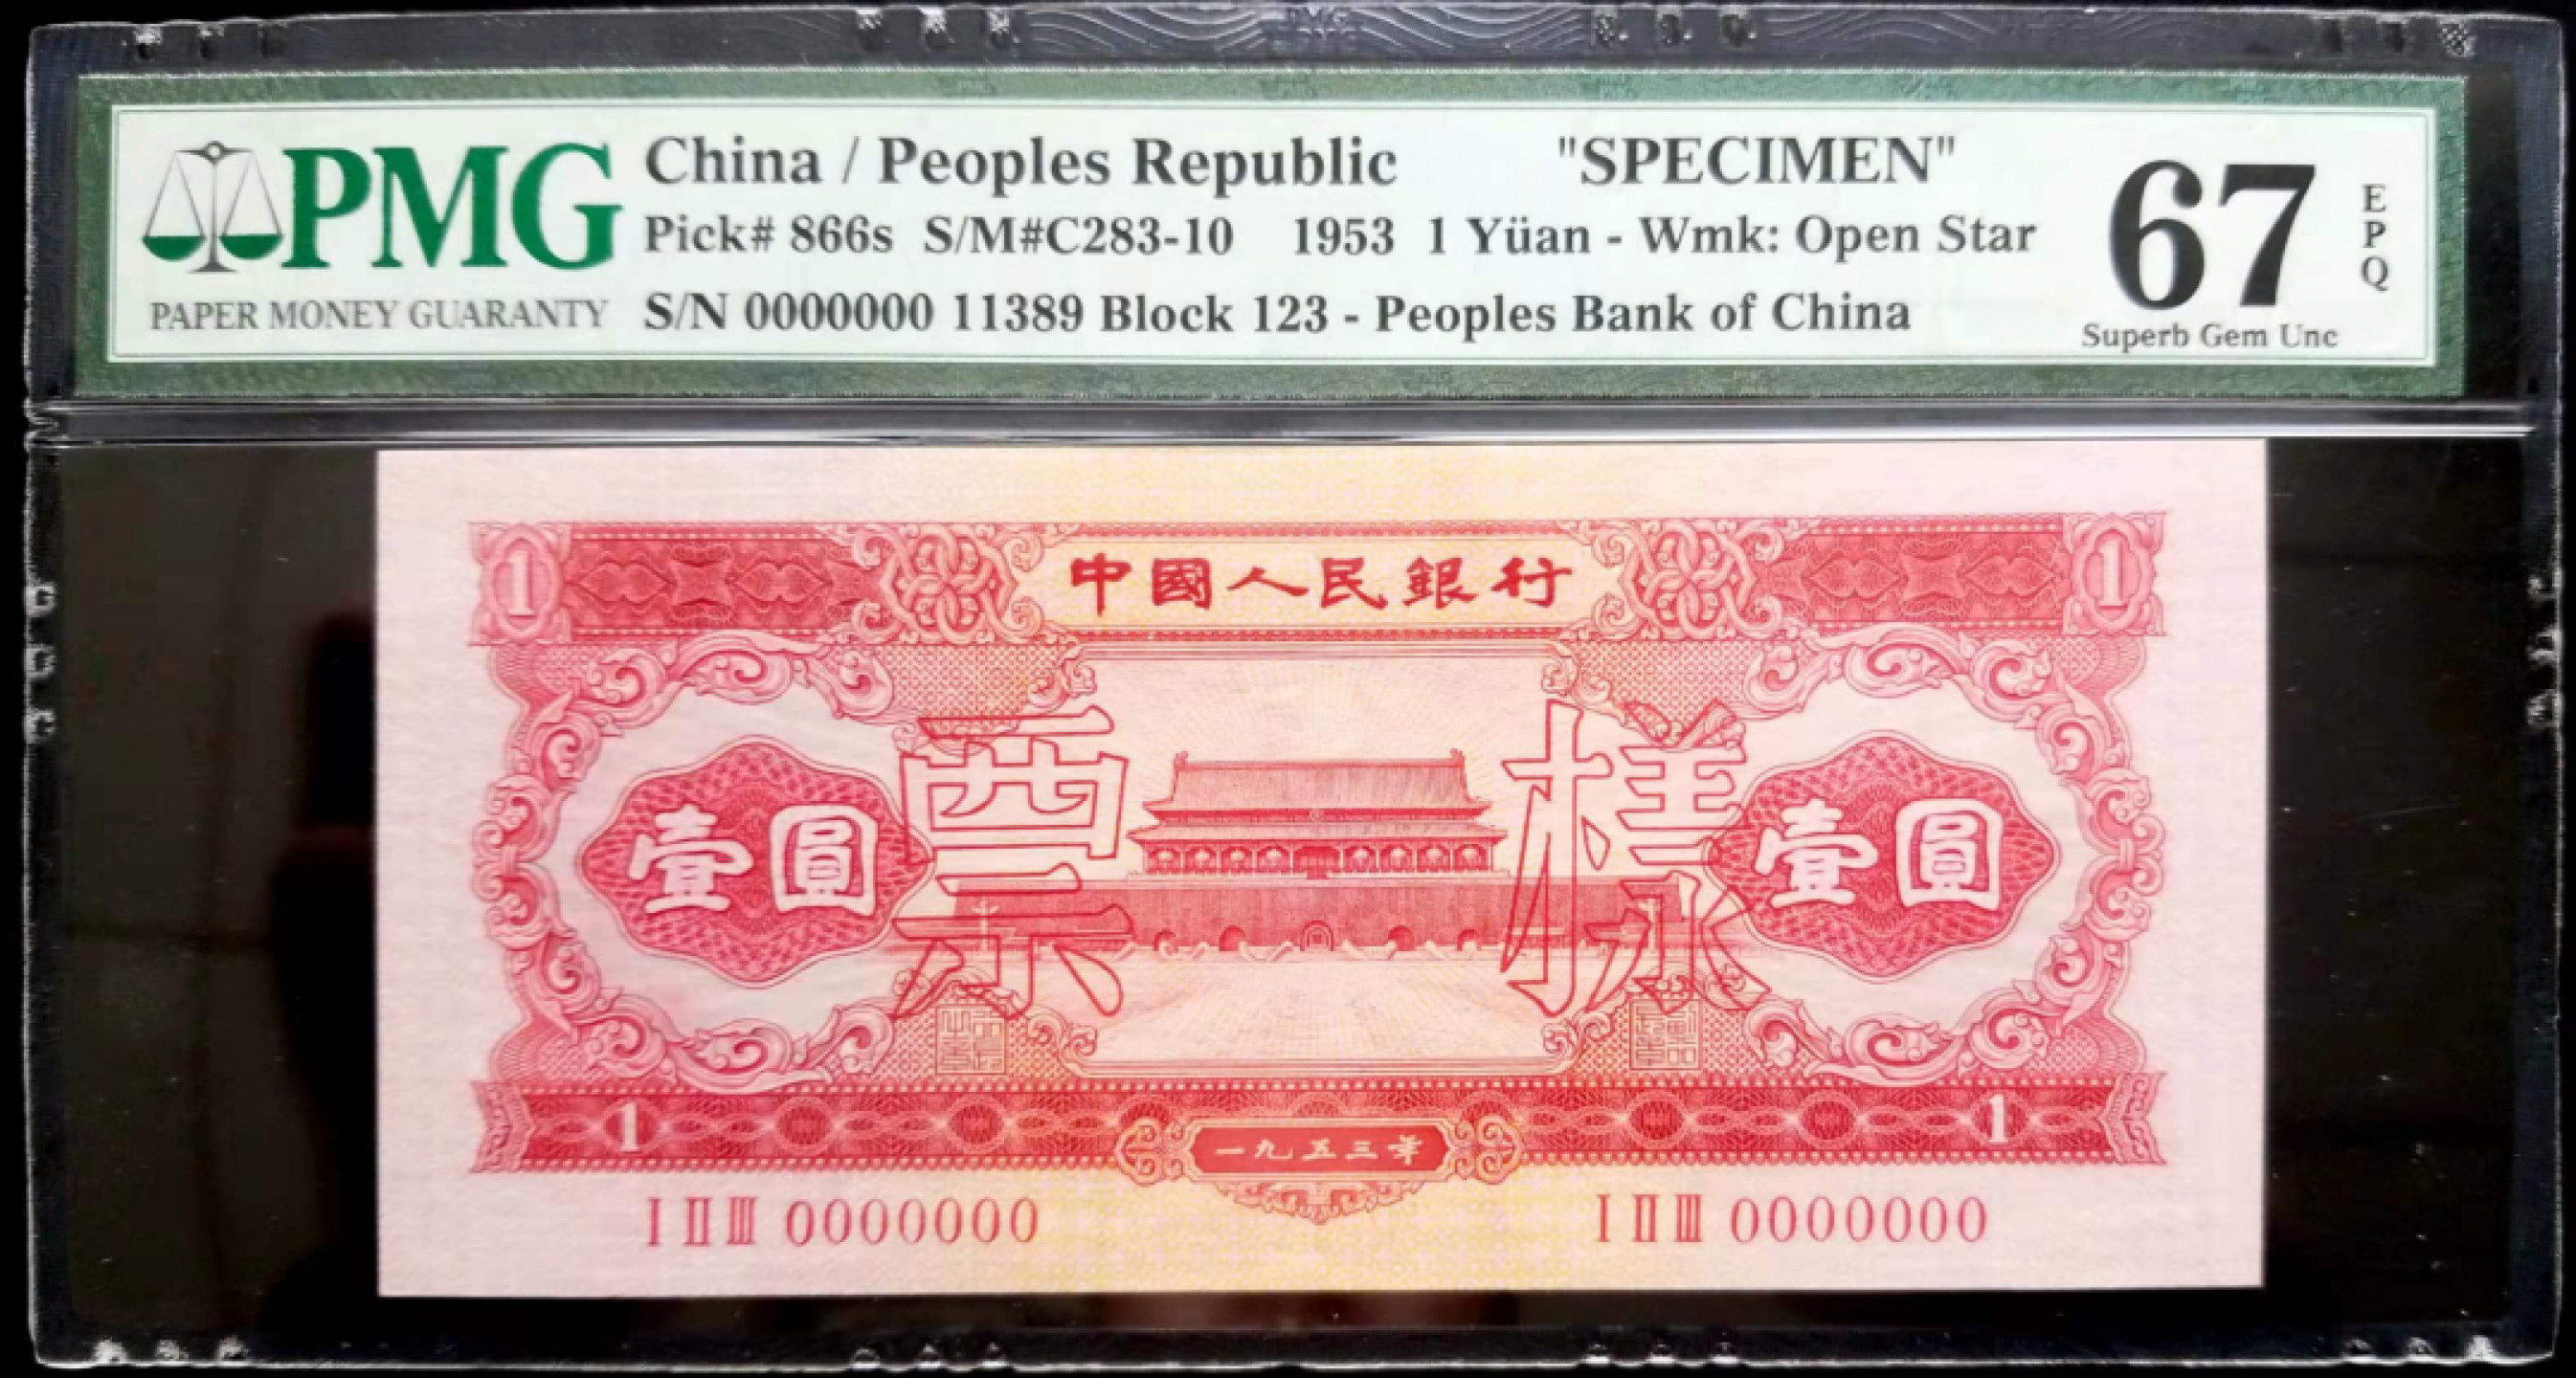 PMG
PAPER MONEY GUARANTY
China / Peoples Republic "SPECIMEN"
Pick# 866s S/M#C283-10 1953 1 Yüan - Wmk: Open Star
S/N 0000000 11389 Block 123 - Peoples Bank of China
67
EPQ
Superb Gem Unc
1 中國人民銀行 1
票樣
壹圓 壹圓
1 1
一九五三年
I II III 0000000 I II III 0000000